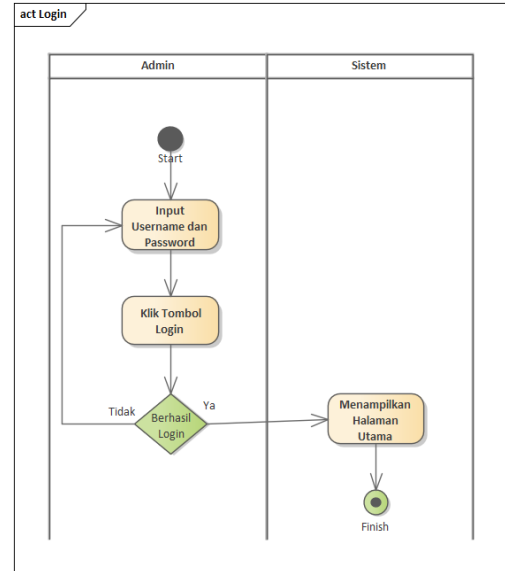 act Login
Admin
Sistem
Start
Input
Username dan
Password
Klik Tombol
Login
Tidak
Berhasil
Login
Ya
Menampilkan
Halaman
Utama
Finish